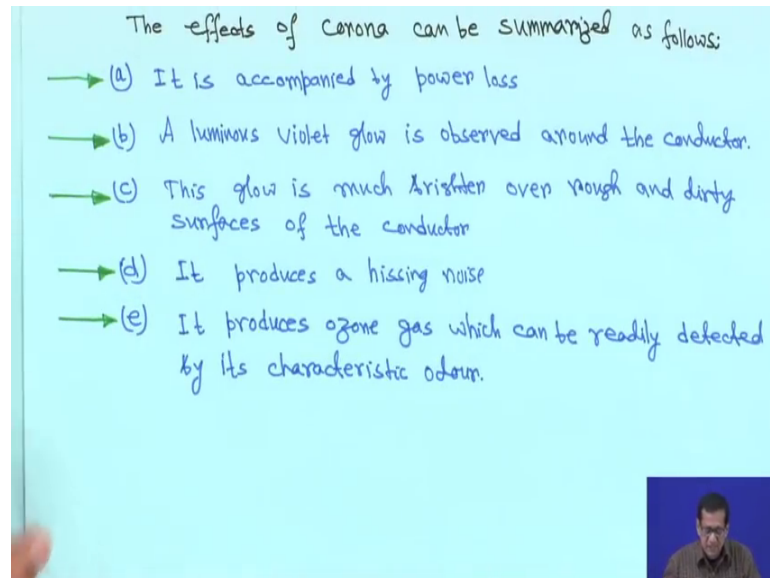 The effects of corona can be summarized as follows:
(a) It is accompanied by power loss
(b) A luminous violet glow is observed around the conductor.
(c) This glow is much brighter over rough and dirty
surfaces of the conductor
(d) It produces a hissing noise
(e) It produces ozone gas which can be readily detected
by its characteristic odour.